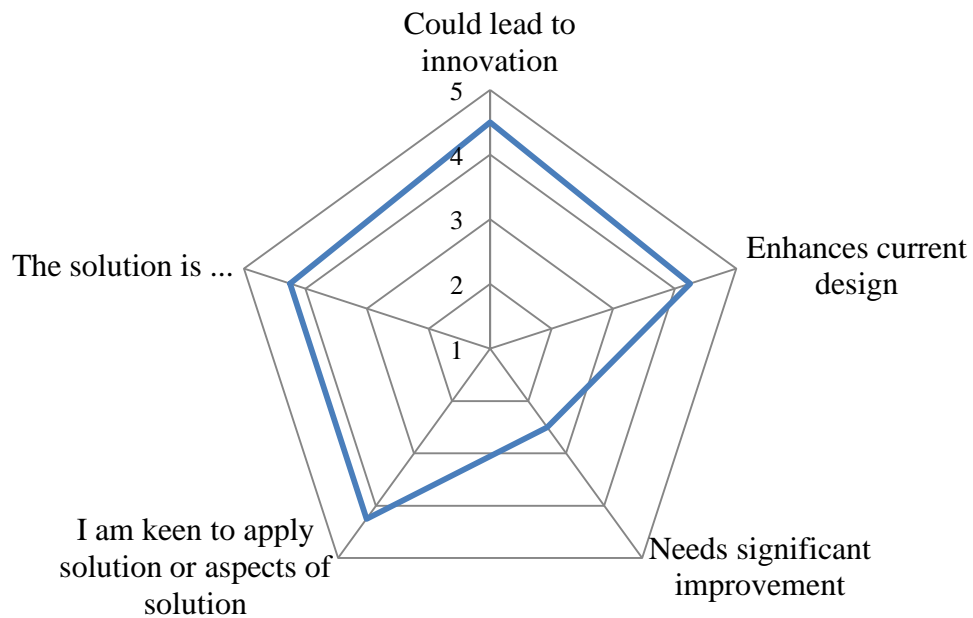 Could lead to
innovation
5
4
3
2
1
Enhances current
design
Needs significant
improvement
I am keen to apply
solution or aspects of
solution
The solution is ...